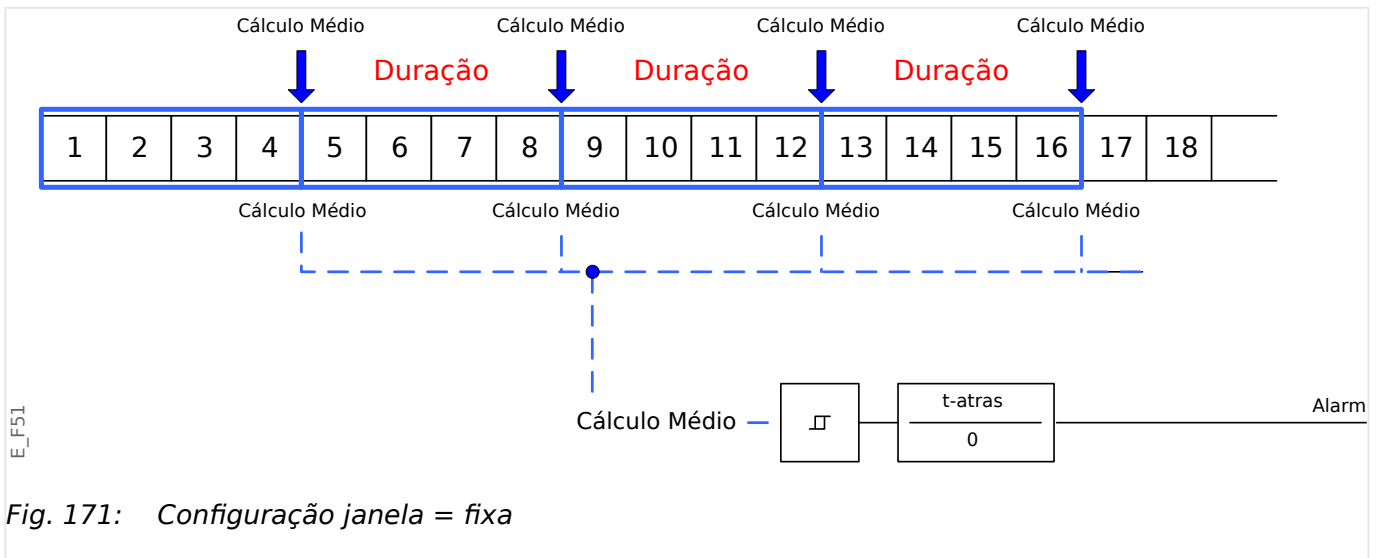 Cálculo Médio Cálculo Médio Cálculo Médio Cálculo Médio
Duração Duração Duração
1 2 3 4 5 6 7 8 9 10 11 12 13 14 15 16 17 18
Cálculo Médio Cálculo Médio Cálculo Médio Cálculo Médio
t-atras
Cálculo Médio
0
Alarm
E_F51
Fig. 171: Configuração janela = fixa